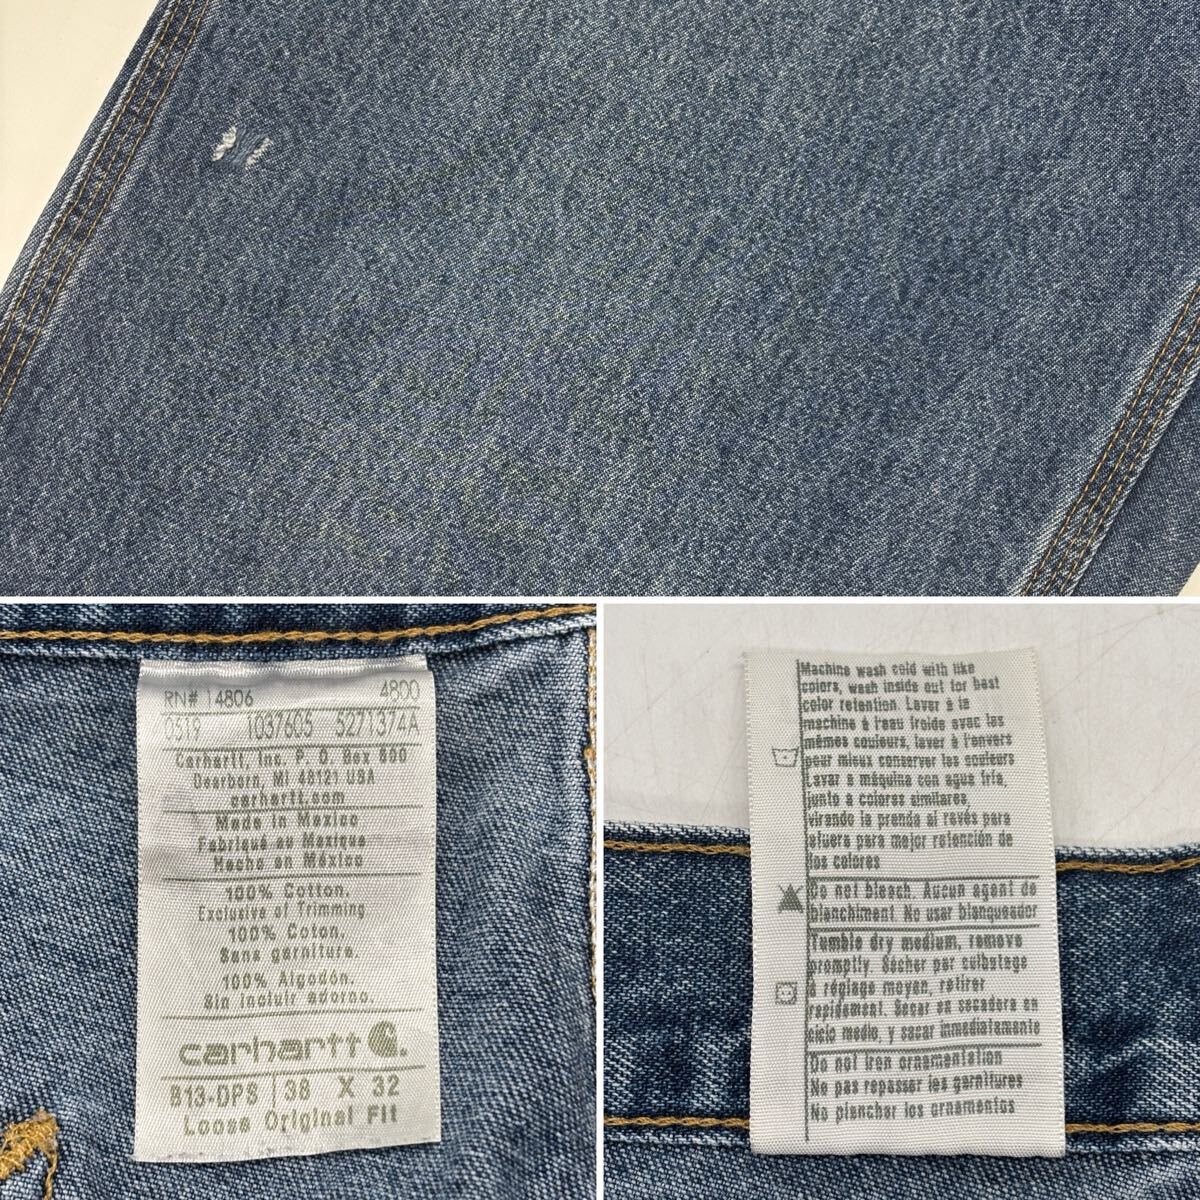 RN# 14806 4800
0519 1037605 5271374A
Carhartt, Inc. P. O. Box 600
Dearborn, MI 48121 USA
carhartt.com
Made in Mexico
Fabriqué au Mexique
Hecho en México
100% Cotton.
Exclusive of Trimming
100% Coton.
Sans garniture.
100% Algodón.
Sin incluir adorno.
carhartt
B13-DPS 38 X 32
Loose Original Fit
Machine wash cold with like
colors, wash inside out for best
color retention. Laver à la
machine à l'eau froide avec les
mêmes couleurs, laver à l'envers
pour mieux conserver les couleurs
Lavar a máquina con agua fria,
junto a colores similares,
virando la prenda al ravés para
afuera para mejor retención de
los colores
Do not bleach. Aucun agent de
blanchiment. No usar blanqueador
Tumble dry medium, remove
promptly. Sécher par culbutage
à réglage moyen, retirer
rapidement. Secar en secadora en
ciclo medio, y sacar inmediatamente
Do not iron ornamentation
Ne pas repasser les garnitures
No planchar los ornamentos